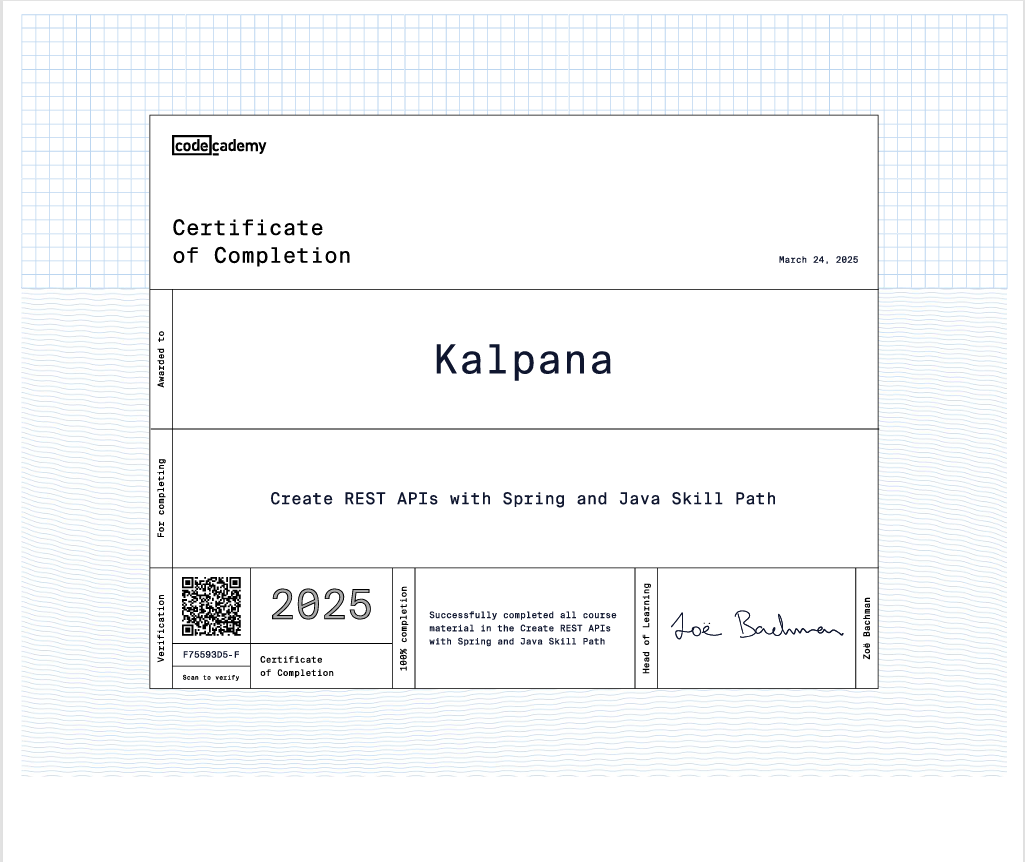 codecademy
Certificate
of Completion
March 24, 2025
Awarded to
Kalpana
For completing
Create REST APIs with Spring and Java Skill Path
Verification
F75593D5-F
Scan to verify
2025
Certificate
of Completion
100% completion
Successfully completed all course
material in the Create REST APIs
with Spring and Java Skill Path
Head of Learning
Zoë Bachman
Zoë Bachman